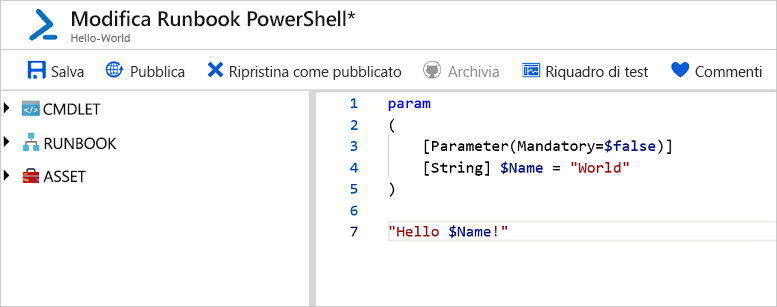 Modifica Runbook PowerShell*
Hello-World
Salva Pubblica Ripristina come pubblicato Archivia Riquadro di test Commenti
CMDLET
RUNBOOK
ASSET
1 param
2 (
3 [Parameter(Mandatory=$false)]
4 [String] $Name = "World"
5 )
6
7 "Hello $Name!"